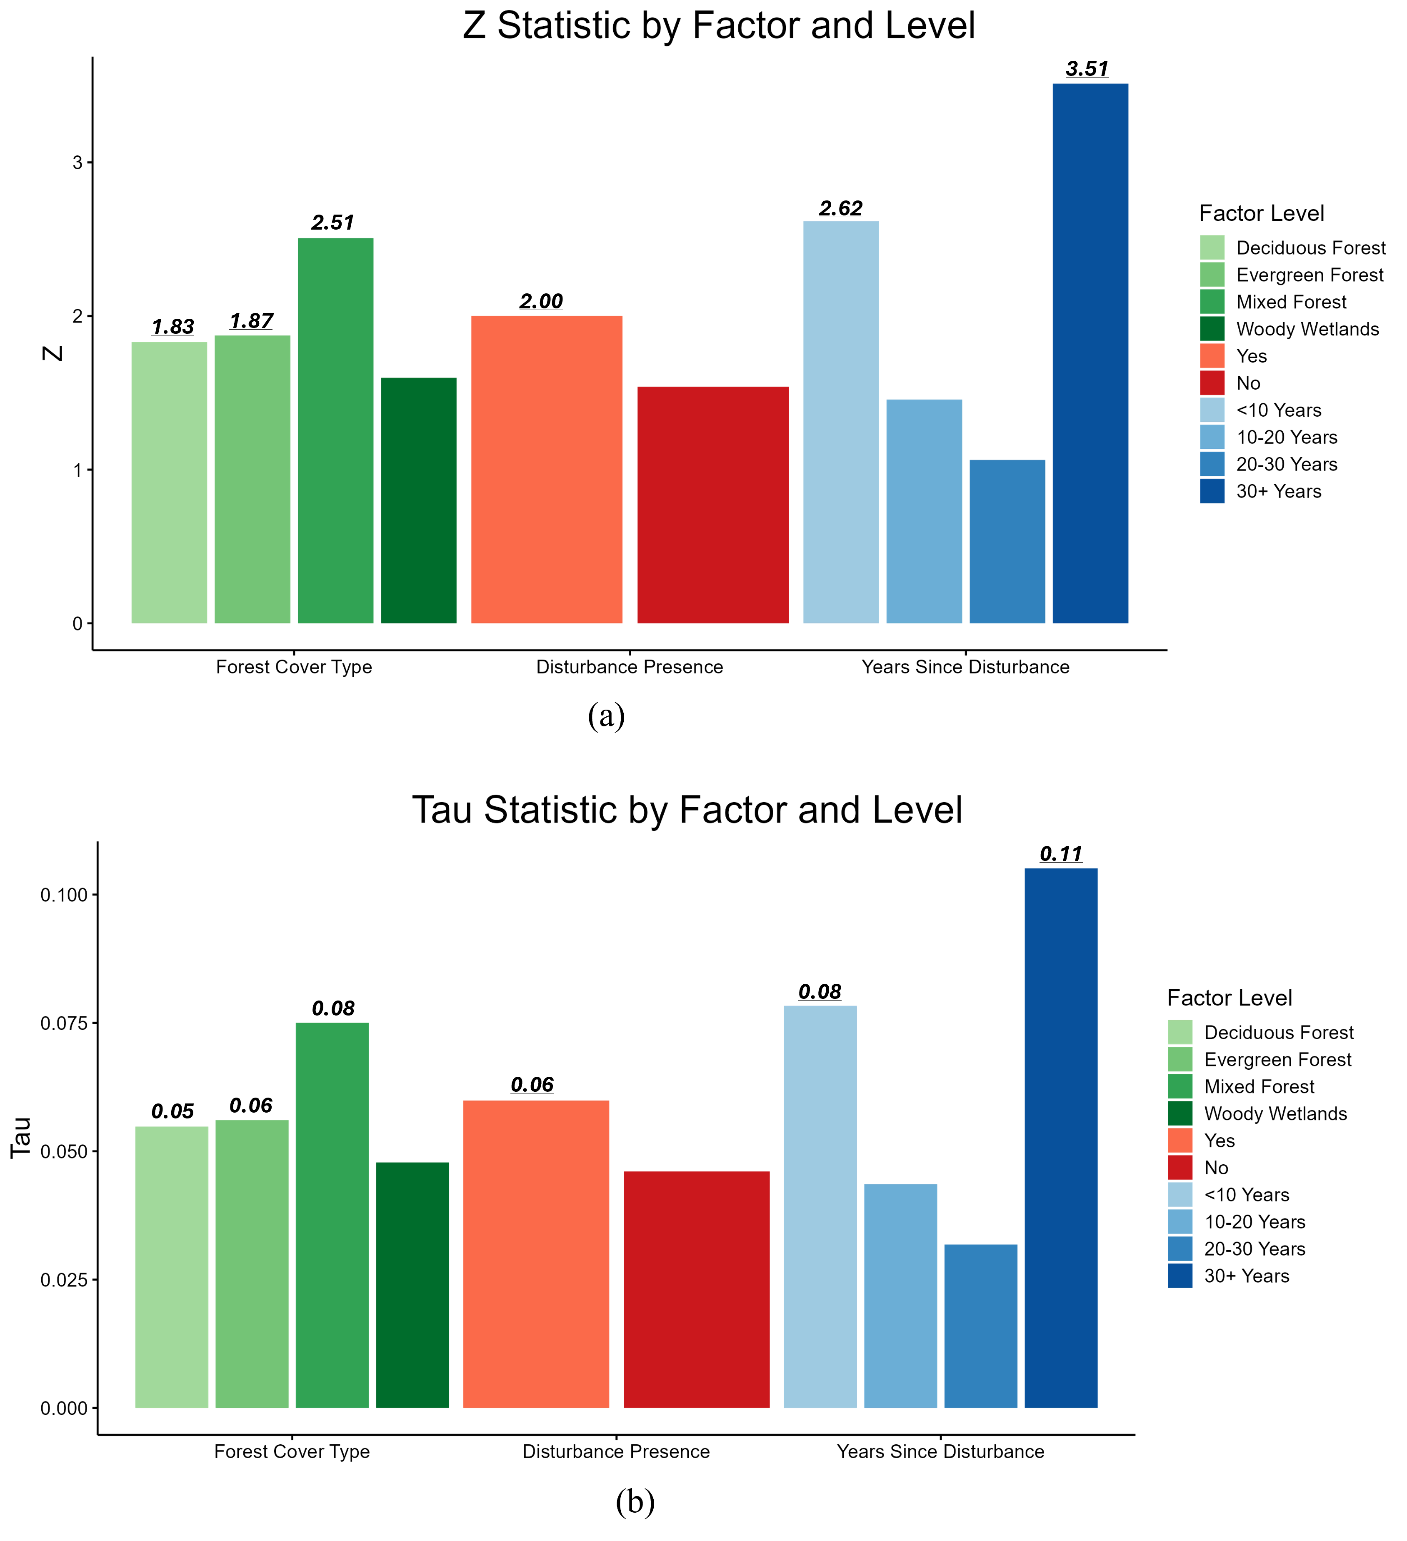 Z Statistic by Factor and Level
3.51
3
2.51
2.62
2.00
2
1.83
1.87
Z
1
0
Forest Cover Type
Disturbance Presence
Years Since Disturbance
Factor Level
Deciduous Forest
Evergreen Forest
Mixed Forest
Woody Wetlands
Yes
No
<10 Years
10-20 Years
20-30 Years
30+ Years
(a)
Tau Statistic by Factor and Level
0.11
0.100
0.08
0.08
0.075
0.06
0.05
0.06
0.050
Tau
0.025
0.000
Forest Cover Type
Disturbance Presence
Years Since Disturbance
Factor Level
Deciduous Forest
Evergreen Forest
Mixed Forest
Woody Wetlands
Yes
No
<10 Years
10-20 Years
20-30 Years
30+ Years
(b)